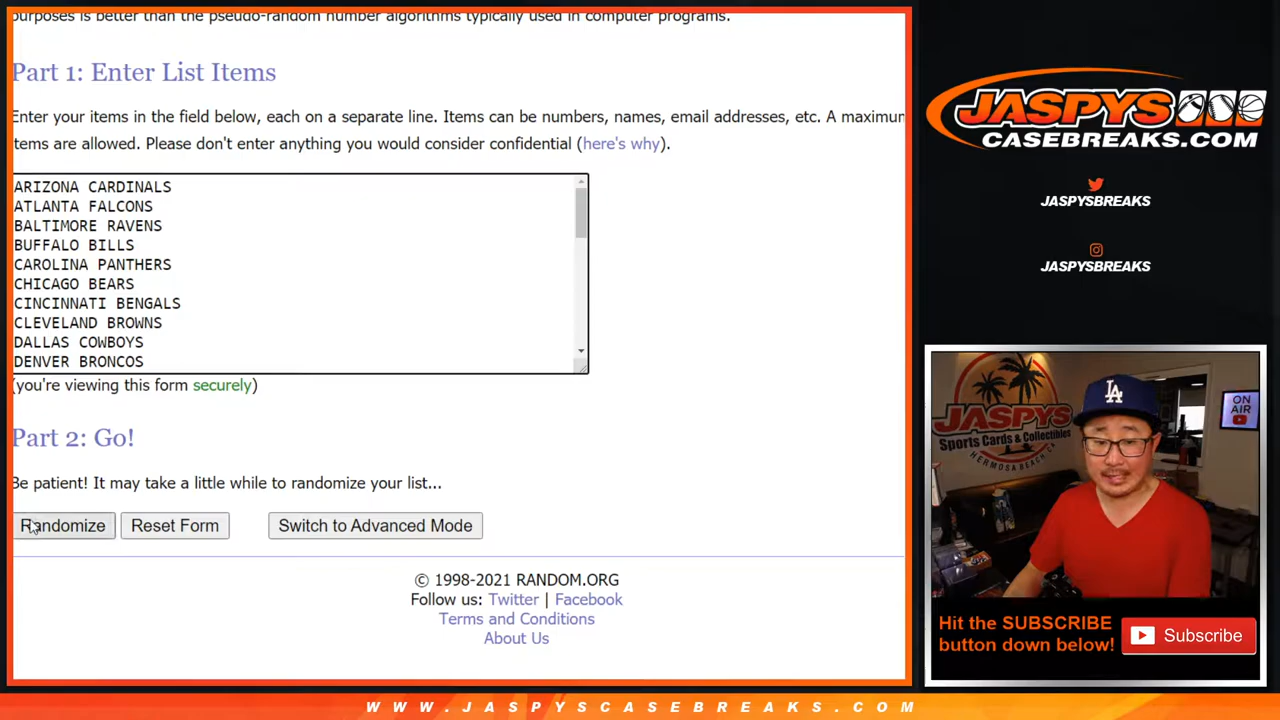 purposes is better than the pseudo-random number algorithms typically used in computer programs.
Part 1: Enter List Items
Enter your items in the field below, each on a separate line. Items can be numbers, names, email addresses, etc. A maximum
items are allowed. Please don't enter anything you would consider confidential (here's why).
ARIZONA CARDINALS
ATLANTA FALCONS
BALTIMORE RAVENS
BUFFALO BILLS
CAROLINA PANTHERS
CHICAGO BEARS
CINCINNATI BENGALS
CLEVELAND BROWNS
DALLAS COWBOYS
DENVER BRONCOS
(you're viewing this form securely)
Part 2: Go!
Be patient! It may take a little while to randomize your list...
Randomize Reset Form Switch to Advanced Mode
© 1998-2021 RANDOM.ORG
Follow us: Twitter | Facebook
Terms and Conditions
About Us
JASPYS
CASEBREAKS.COM
JASPYSBREAKS
JASPYSBREAKS
JASPYS
Sports Cards & Collectibles
HERMOSA BEACH, CA
LA
ON AIR
Hit the SUBSCRIBE
button down below!
Subscribe
WWW.JASPYSCASEBREAKS.COM